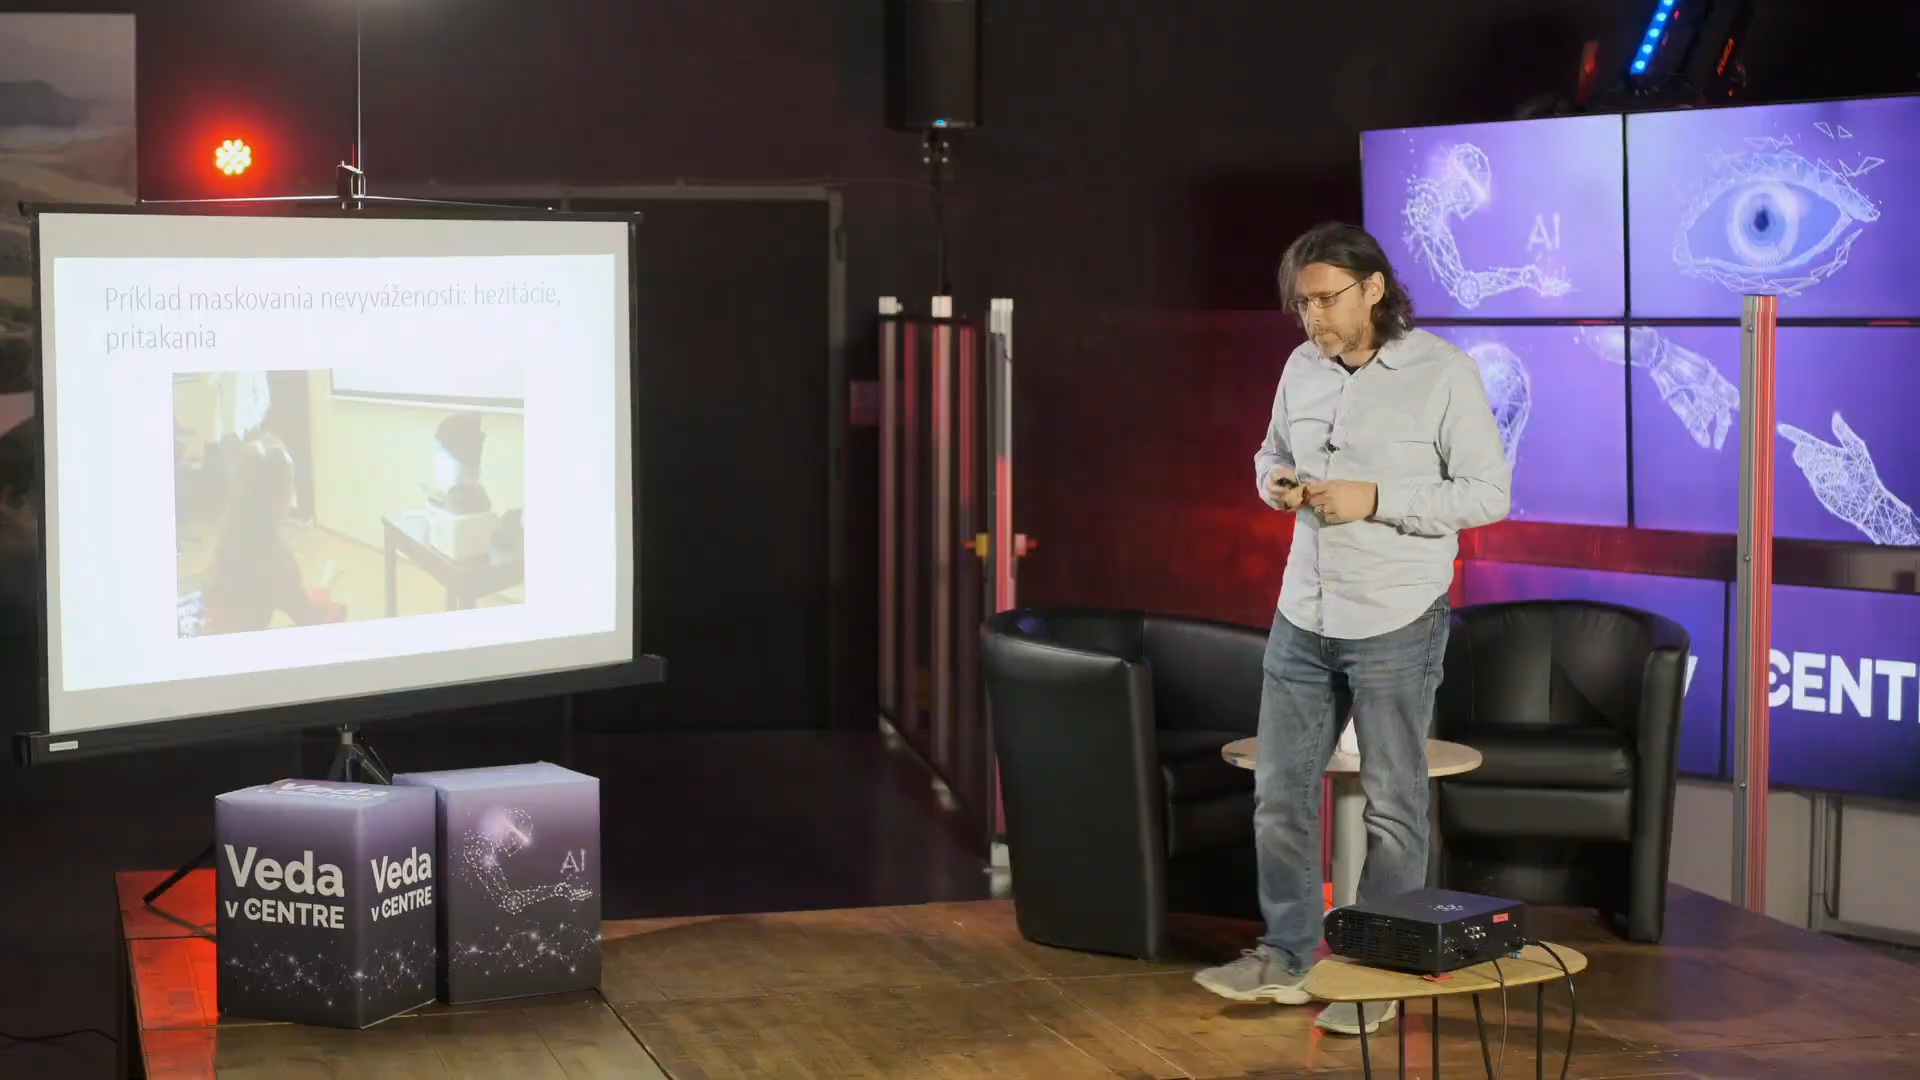 Príklad maskovania nevyváženosti: hezitácie,
pritakania
AI
CENT
Veda
v CENTRE
Veda
v CENTRE
AI